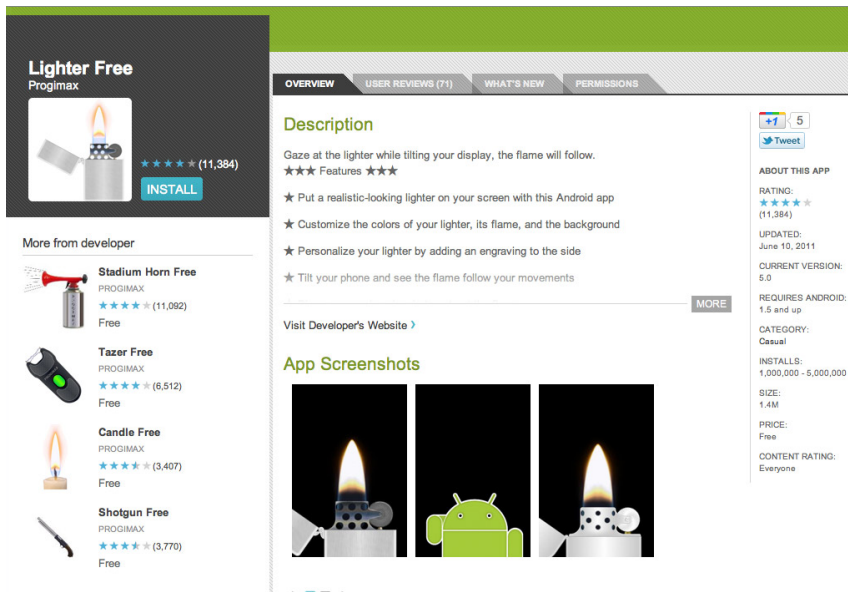 Lighter Free
Progimax
(11,384)
INSTALL
More from developer
Stadium Horn Free
PROGIMAX
(11,092)
Free
Tazer Free
PROGIMAX
(6,512)
Free
Candle Free
PROGIMAX
(3,407)
Free
Shotgun Free
PROGIMAX
(3,770)
Free
OVERVIEW
USER REVIEWS (71)
WHAT'S NEW
PERMISSIONS
Description
Gaze at the lighter while tilting your display, the flame will follow.
★★★ Features ★★★
★ Put a realistic-looking lighter on your screen with this Android app
★ Customize the colors of your lighter, its flame, and the background
★ Personalize your lighter by adding an engraving to the side
★ Tilt your phone and see the flame follow your movements
MORE
Visit Developer's Website ›
App Screenshots
+1 5
Tweet
ABOUT THIS APP
RATING:
(11,384)
UPDATED:
June 10, 2011
CURRENT VERSION:
5.0
REQUIRES ANDROID:
1.5 and up
CATEGORY:
Casual
INSTALLS:
1,000,000 - 5,000,000
SIZE:
1.4M
PRICE:
Free
CONTENT RATING:
Everyone